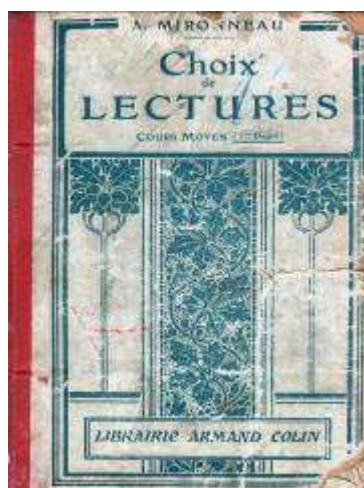 A. MIRONNEAU
Choix
de
LECTURES
COURS MOYEN
LIBRAIRIE ARMAND COLIN